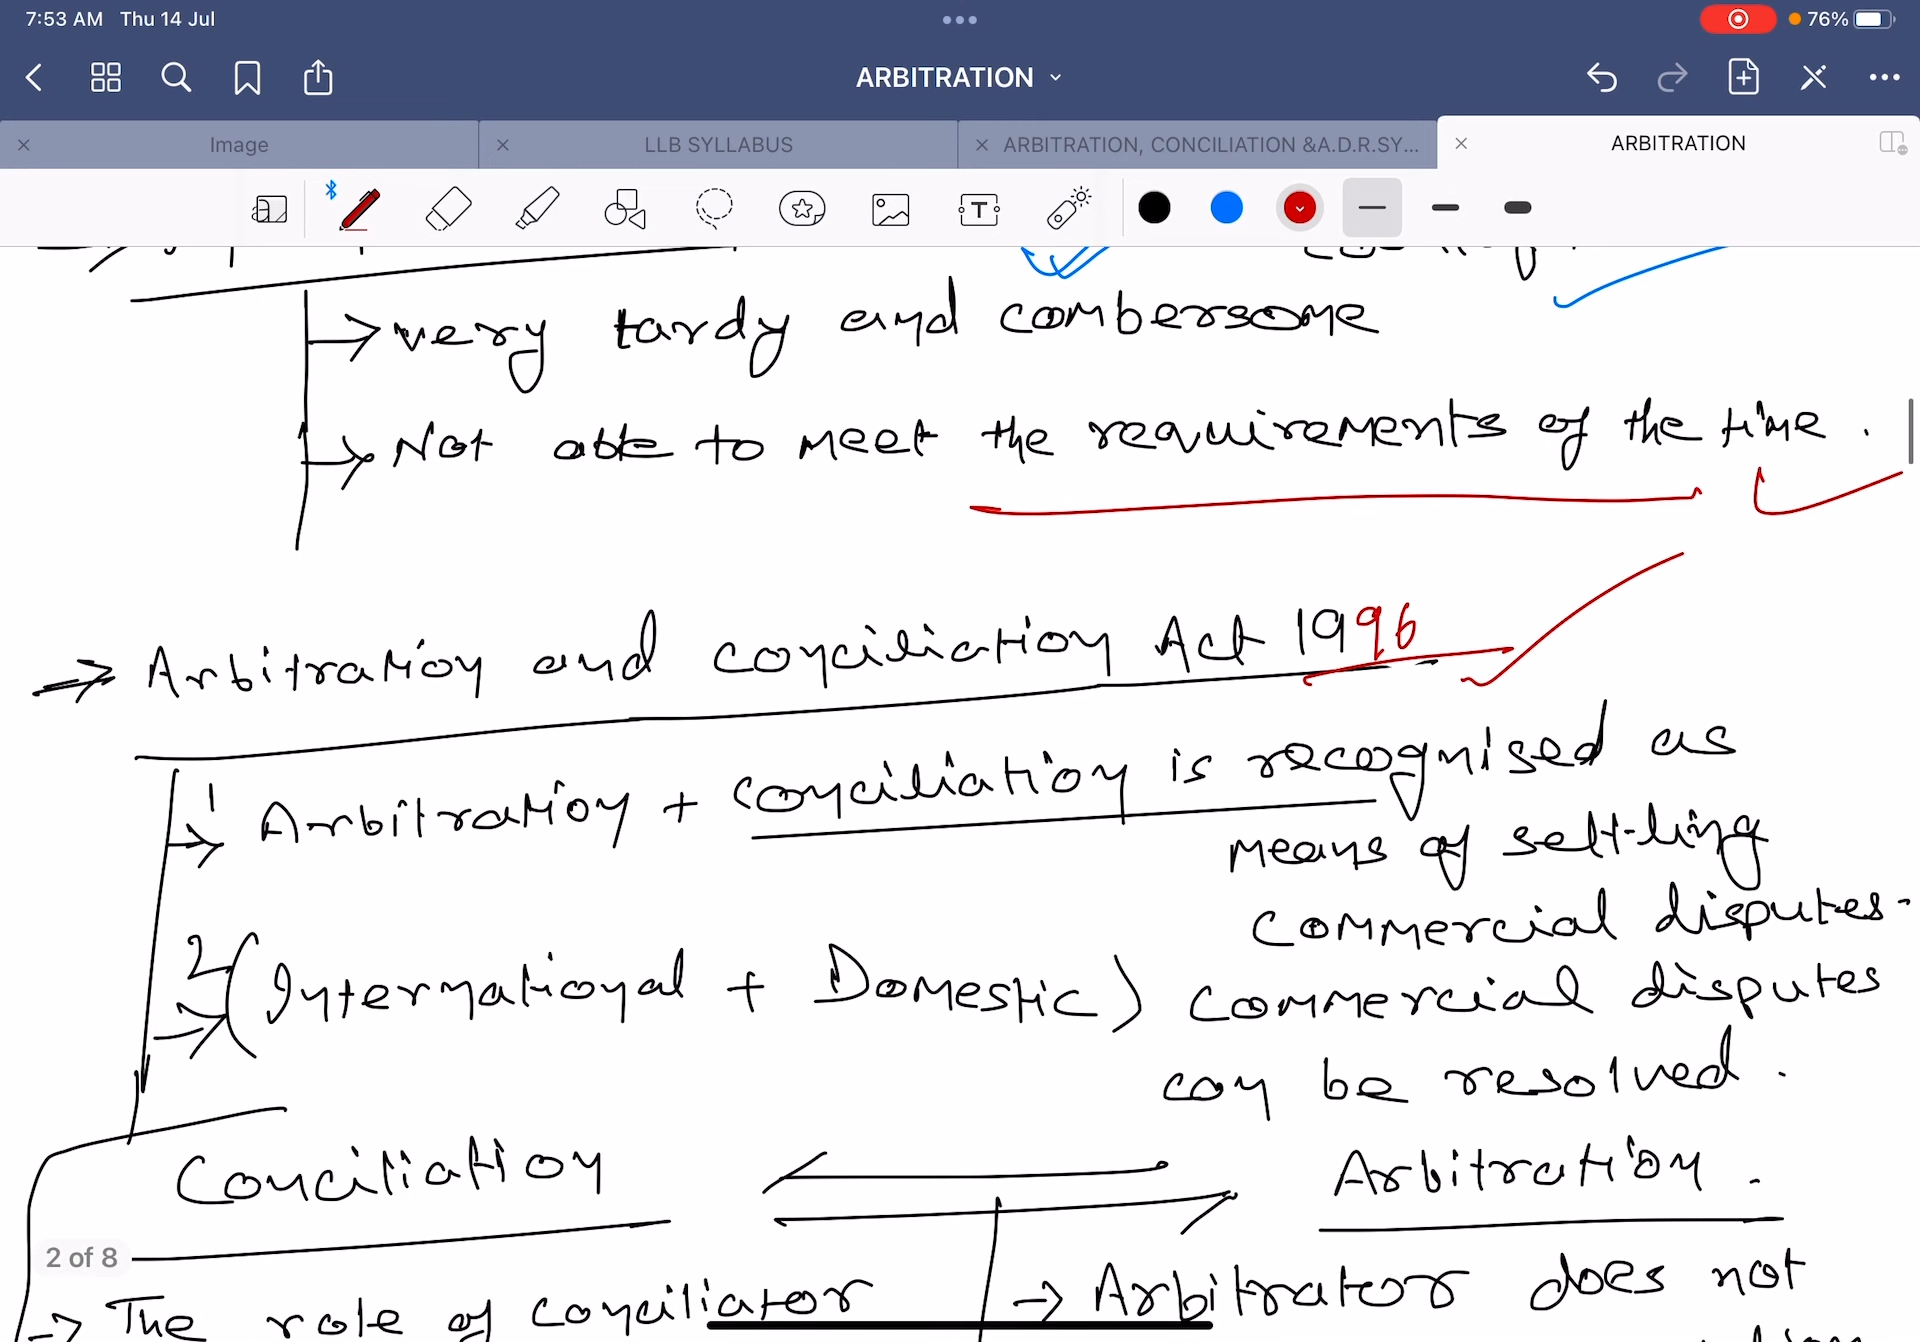 7:53 AM Thu 14 Jul
76%
ARBITRATION
Image
LLB SYLLABUS
ARBITRATION, CONCILIATION &A.D.R.SY...
ARBITRATION
T
→ very tardy and combersome
→ Not able to meet the requirements of the time.
→ Arbitration and conciliation Act 1996
1 → Arbitration + conciliation is recognised as
means of settling
commercial disputes.
2 → (International + Domestic) commercial disputes
can be resolved.
Conciliation
Arbitration.
2 of 8
→ The role of conciliator
→ Arbitrator does not